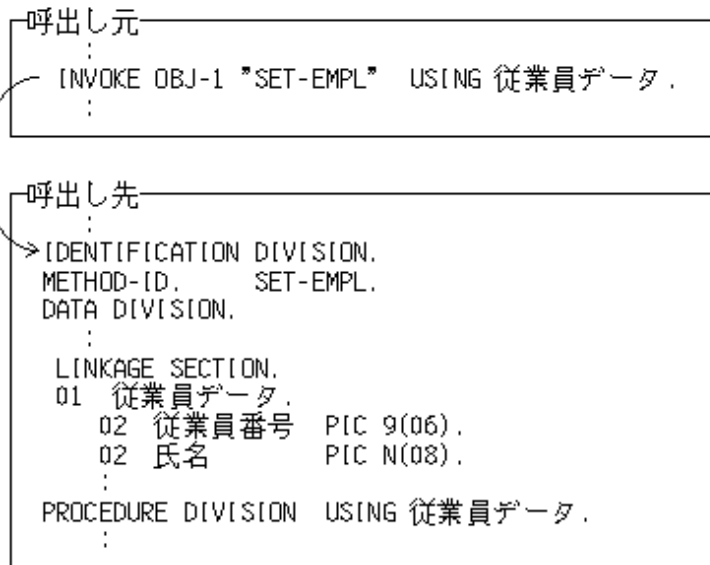 呼出し元
:
INVOKE OBJ-1 "SET-EMPL" USING 従業員データ.
:
呼出し先
:
IDENTIFICATION DIVISION.
METHOD-ID. SET-EMPL.
DATA DIVISION.
:
LINKAGE SECTION.
01 従業員データ.
02 従業員番号 PIC 9(06).
02 氏名 PIC N(08).
:
PROCEDURE DIVISION USING 従業員データ.
: